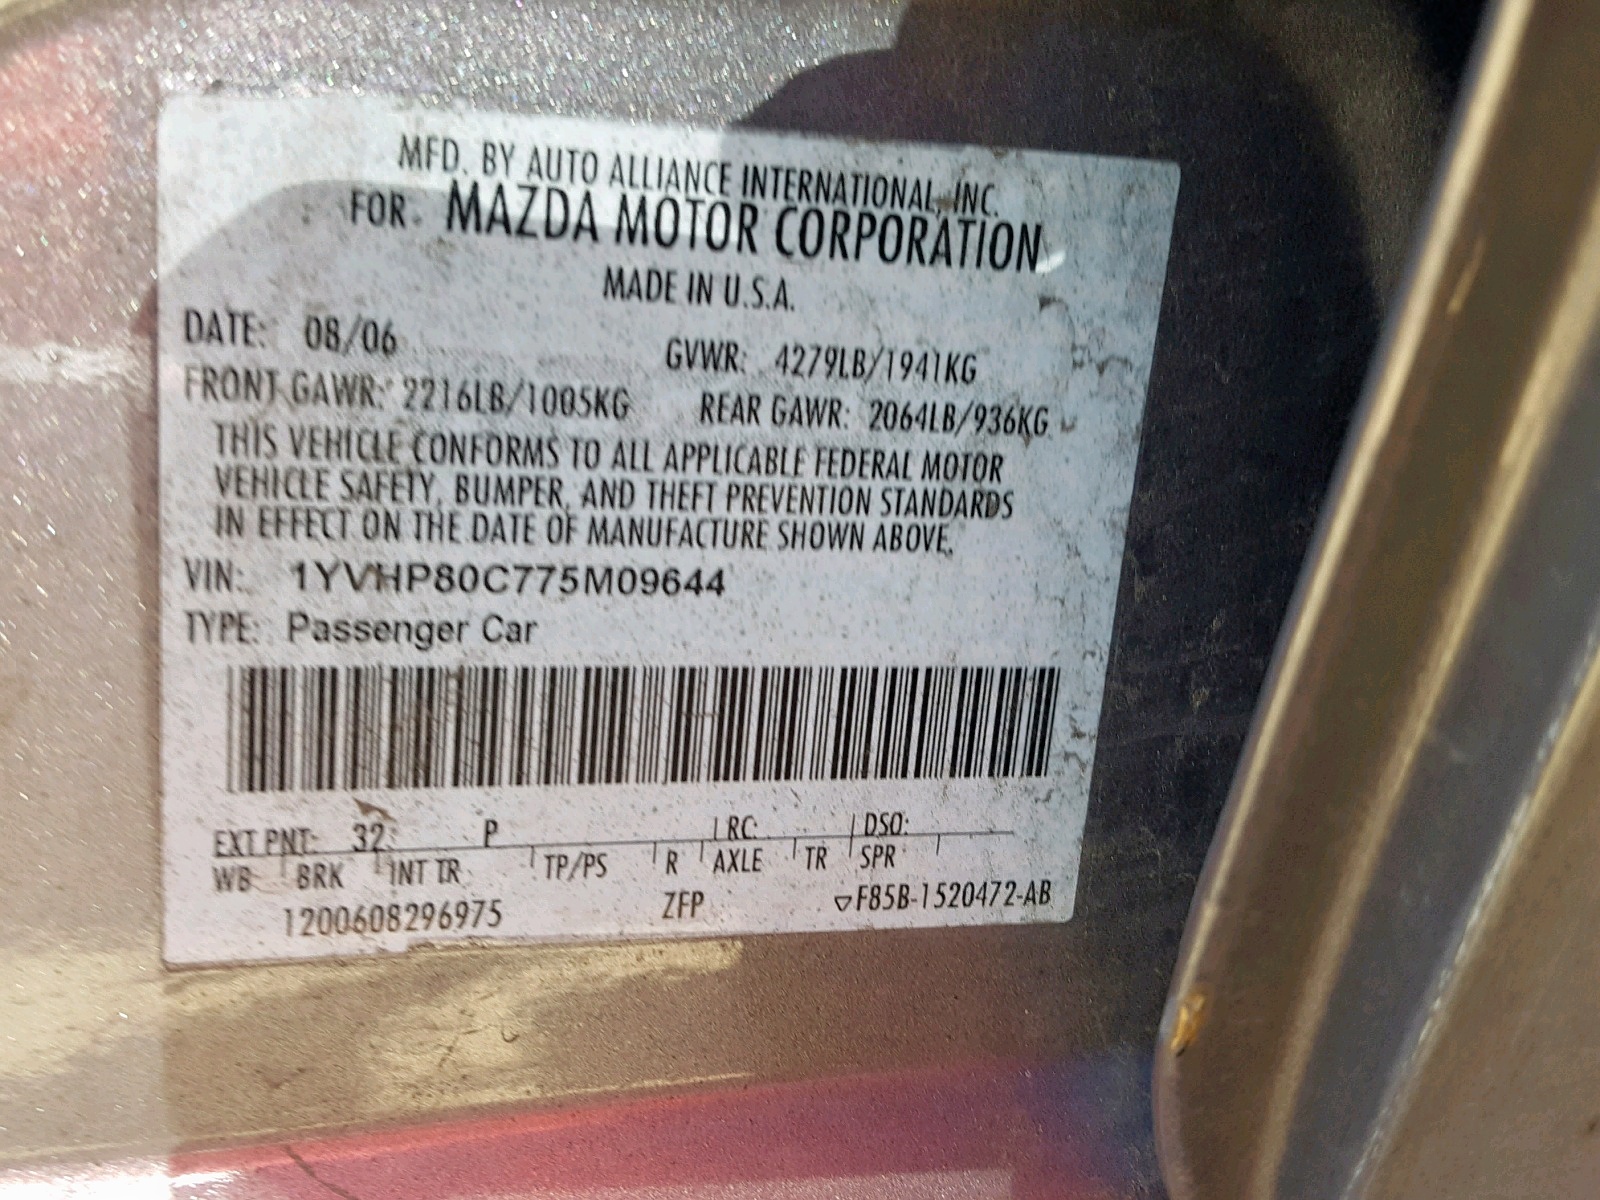 MFD. BY AUTO ALLIANCE INTERNATIONAL, INC.
FOR MAZDA MOTOR CORPORATION
MADE IN U.S.A.
DATE: 08/06 GVWR: 4279LB/1941KG
FRONT GAWR: 2216LB/1005KG REAR GAWR: 2064LB/936KG
THIS VEHICLE CONFORMS TO ALL APPLICABLE FEDERAL MOTOR
VEHICLE SAFETY, BUMPER, AND THEFT PREVENTION STANDARDS
IN EFFECT ON THE DATE OF MANUFACTURE SHOWN ABOVE.
VIN: 1YVHP80C775M09644
TYPE: Passenger Car
EXT PNT: 32 P RC: DSO:
WB BRK INT TR TP/PS R AXLE TR SPR
1200608296975 ZFP ▽F85B-1520472-AB